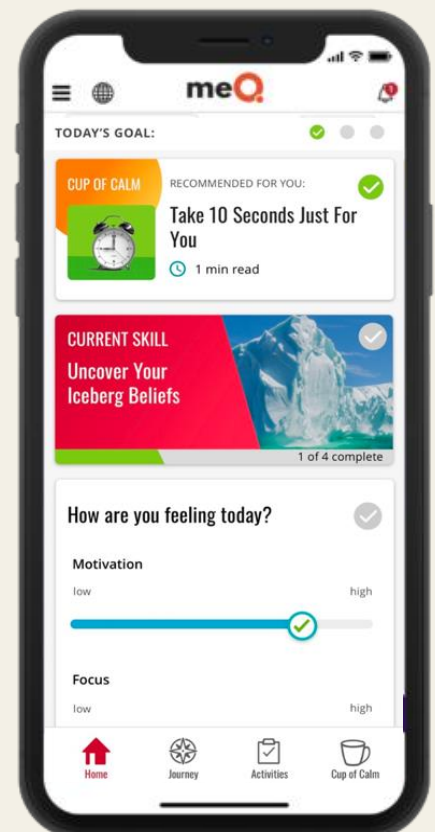 meQ
1
TODAY'S GOAL:
CUP OF CALM
RECOMMENDED FOR YOU:
Take 10 Seconds Just For
You
1 min read
CURRENT SKILL
Uncover Your
Iceberg Beliefs
1 of 4 complete
How are you feeling today?
Motivation
low high
Focus
low high
Home Journey Activities Cup of Calm